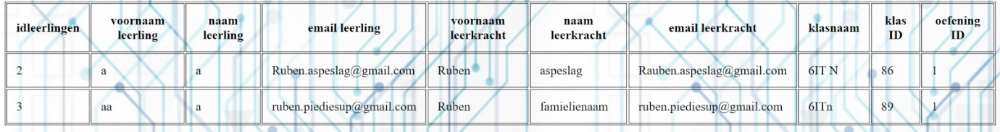 idleerlingen voornaam leerling naam leerling email leerling voornaam leerkracht naam leerkracht email leerkracht klasnaam klas ID oefening ID
2 a a Ruben.aspeslag@gmail.com Ruben aspeslag Rauben.aspeslag@gmail.com 6IT N 86 1
3 aa a ruben.piediesup@gmail.com Ruben famielienaam ruben.piediesup@gmail.com 6ITn 89 1